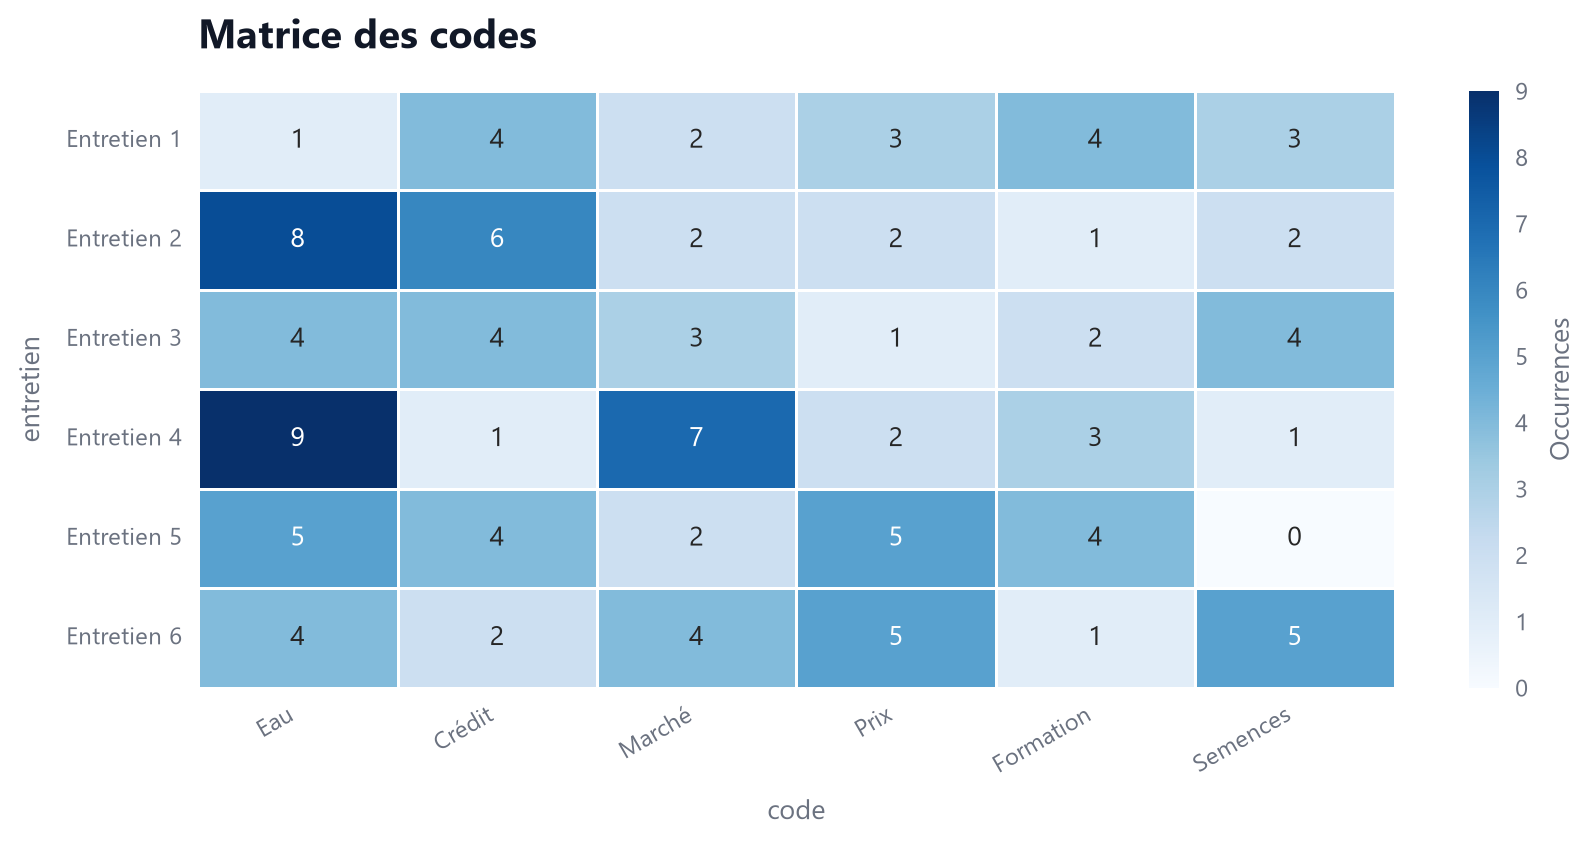 Matrice des codes
Entretien 1 1 4 2 3 4 3
Entretien 2 8 6 2 2 1 2
Entretien 3 4 4 3 1 2 4
Entretien 4 9 1 7 2 3 1
Entretien 5 5 4 2 5 4 0
Entretien 6 4 2 4 5 1 5
Eau Crédit Marché Prix Formation Semences
code
entretien
9
8
7
6
5
4
3
2
1
0
Occurrences